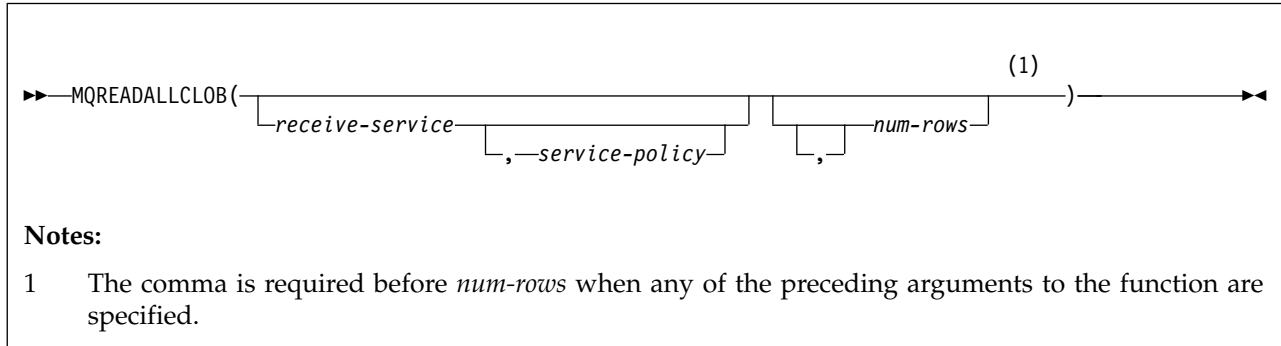 (1)
►►—MQREADALLCLOB( )—►◄
receive-service num-rows
,—service-policy ,
Notes:
1 The comma is required before num-rows when any of the preceding arguments to the function are
specified.